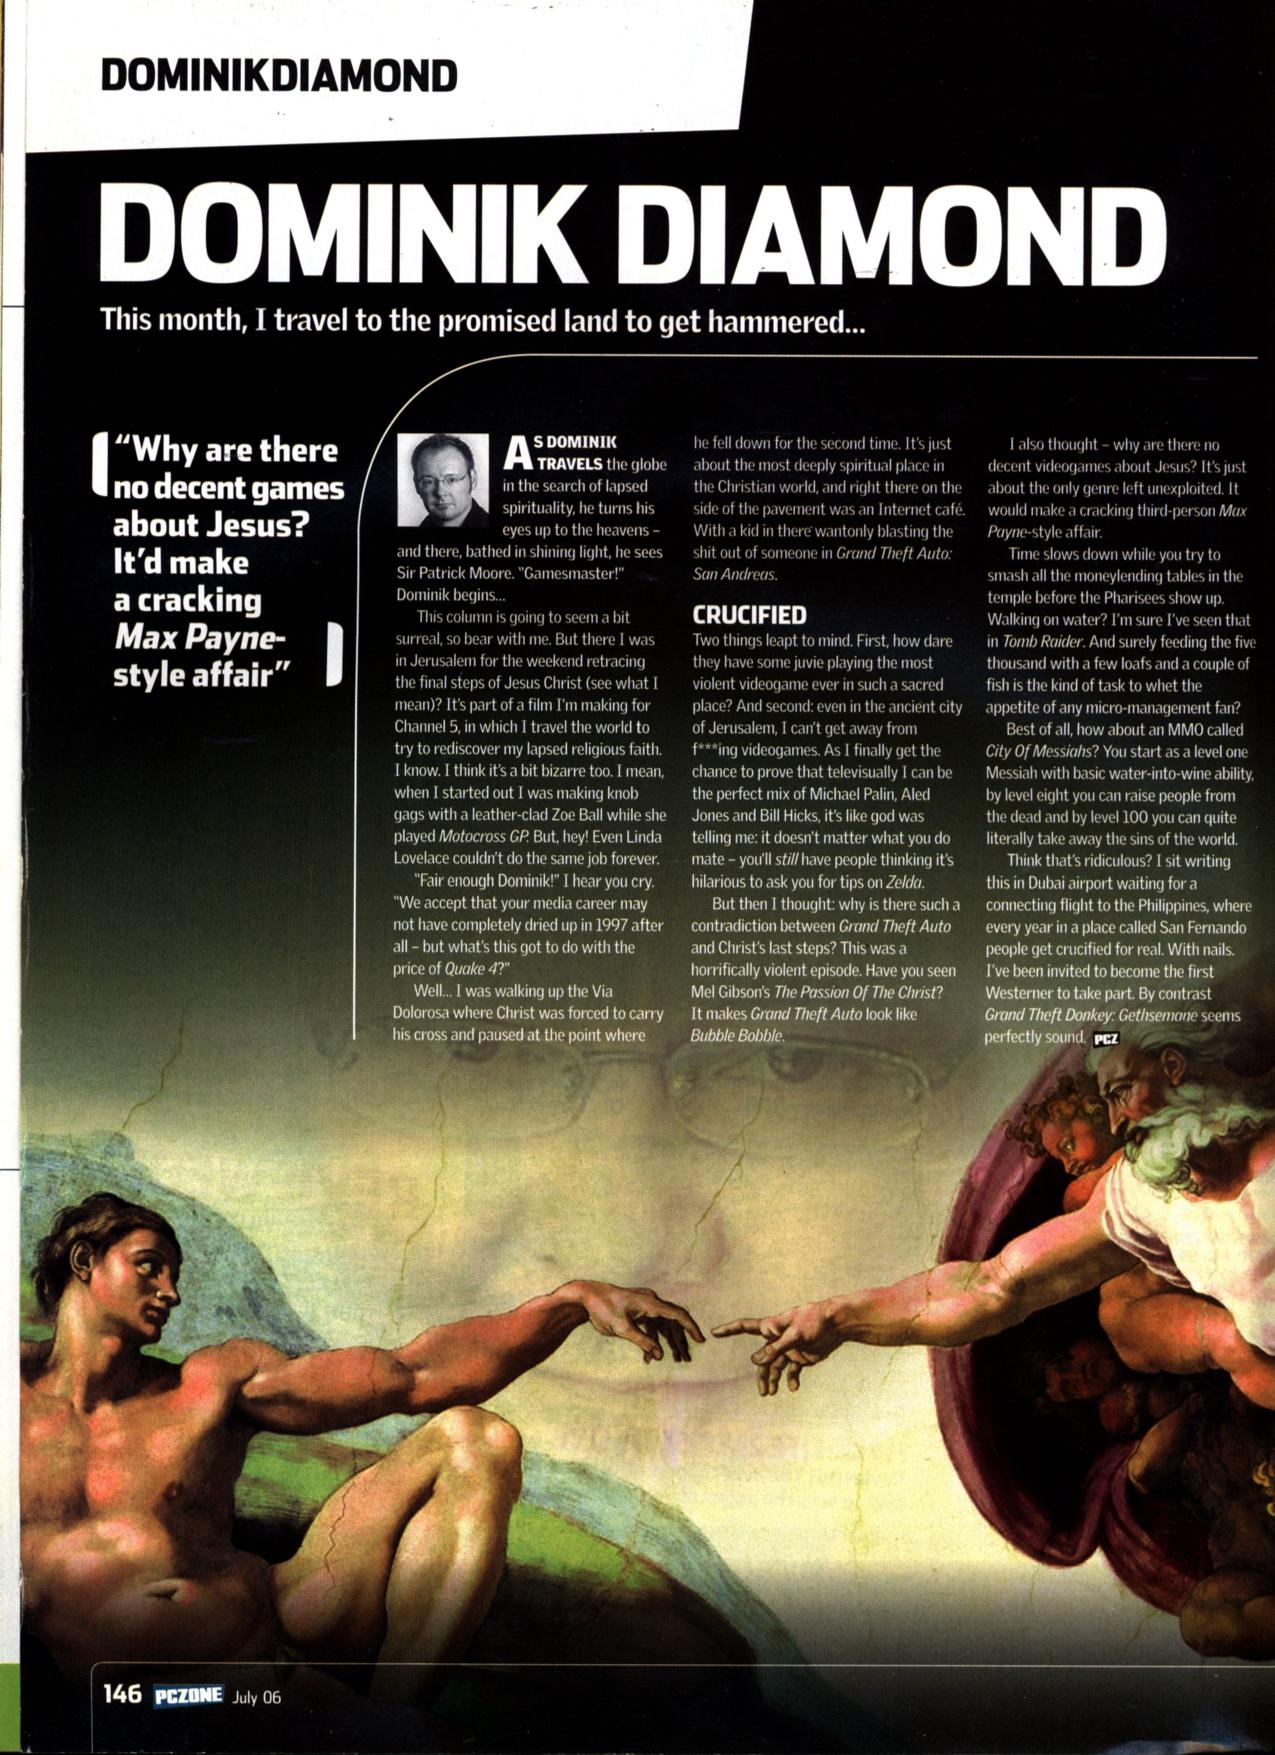 DOMINIKDIAMOND
DOMINIK DIAMOND
This month, I travel to the promised land to get hammered...
"Why are there
no decent games
about Jesus?
It'd make
a cracking
Max Payne-
style affair"
AS DOMINIK
TRAVELS the globe
in the search of lapsed
spirituality, he turns his
eyes up to the heavens –
and there, bathed in shining light, he sees
Sir Patrick Moore. "Gamesmaster!"
Dominik begins...
This column is going to seem a bit
surreal, so bear with me. But there I was
in Jerusalem for the weekend retracing
the final steps of Jesus Christ (see what I
mean)? It's part of a film I'm making for
Channel 5, in which I travel the world to
try to rediscover my lapsed religious faith.
I know. I think it's a bit bizarre too. I mean,
when I started out I was making knob
gags with a leather-clad Zoe Ball while she
played Motocross GP. But, hey! Even Linda
Lovelace couldn't do the same job forever.
"Fair enough Dominik!" I hear you cry.
"We accept that your media career may
not have completely dried up in 1997 after
all – but what's this got to do with the
price of Quake 4?"
Well... I was walking up the Via
Dolorosa where Christ was forced to carry
his cross and paused at the point where
he fell down for the second time. It's just
about the most deeply spiritual place in
the Christian world, and right there on the
side of the pavement was an Internet café.
With a kid in there wantonly blasting the
shit out of someone in Grand Theft Auto:
San Andreas.
CRUCIFIED
Two things leapt to mind. First, how dare
they have some juvie playing the most
violent videogame ever in such a sacred
place? And second: even in the ancient city
of Jerusalem, I can't get away from
f***ing videogames. As I finally get the
chance to prove that televisually I can be
the perfect mix of Michael Palin, Aled
Jones and Bill Hicks, it's like god was
telling me: it doesn't matter what you do
mate – you'll still have people thinking it's
hilarious to ask you for tips on Zelda.
But then I thought: why is there such a
contradiction between Grand Theft Auto
and Christ's last steps? This was a
horrifically violent episode. Have you seen
Mel Gibson's The Passion Of The Christ?
It makes Grand Theft Auto look like
Bubble Bobble.
I also thought – why are there no
decent videogames about Jesus? It's just
about the only genre left unexploited. It
would make a cracking third-person Max
Payne-style affair.
Time slows down while you try to
smash all the moneylending tables in the
temple before the Pharisees show up.
Walking on water? I'm sure I've seen that
in Tomb Raider. And surely feeding the five
thousand with a few loafs and a couple of
fish is the kind of task to whet the
appetite of any micro-management fan?
Best of all, how about an MMO called
City Of Messiahs? You start as a level one
Messiah with basic water-into-wine ability,
by level eight you can raise people from
the dead and by level 100 you can quite
literally take away the sins of the world.
Think that's ridiculous? I sit writing
this in Dubai airport waiting for a
connecting flight to the Philippines, where
every year in a place called San Fernando
people get crucified for real. With nails.
I've been invited to become the first
Westerner to take part. By contrast
Grand Theft Donkey: Gethsemane seems
perfectly sound. PCZ
146 PCZONE July 06